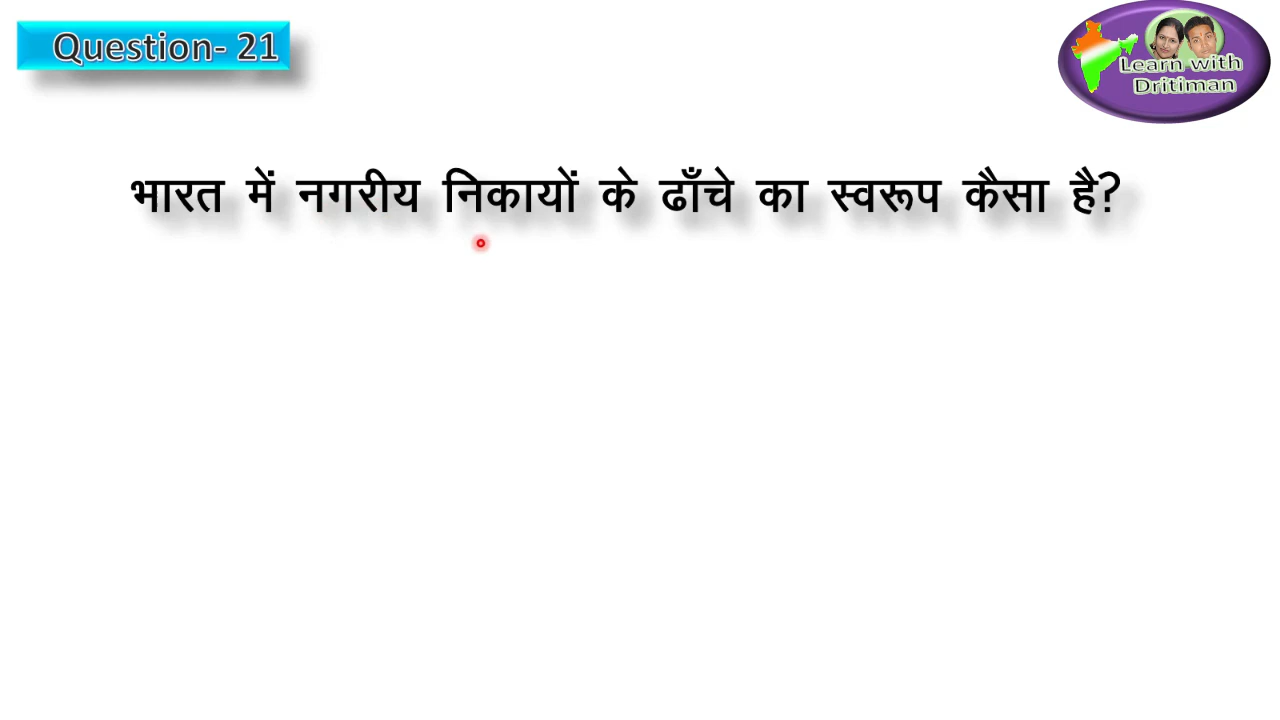 Question- 21
Learn with
Dritiman
भारत में नगरीय निकायों के ढाँचे का स्वरूप कैसा है?